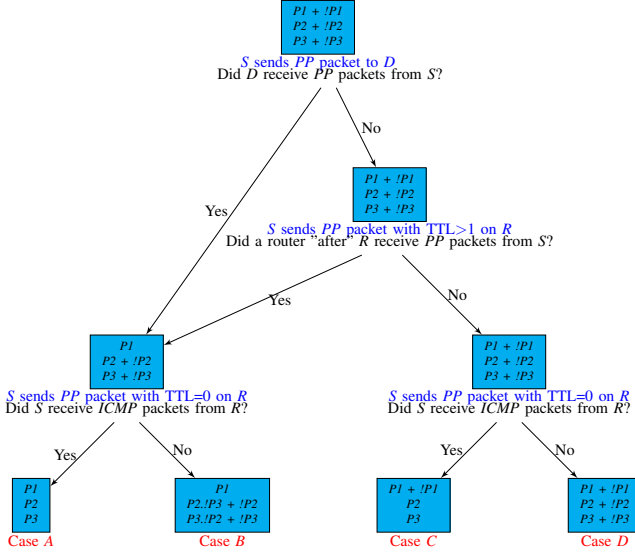 P1 + !P1
P2 + !P2
P3 + !P3
S sends PP packet to D
Did D receive PP packets from S?
No
P1 + !P1
P2 + !P2
P3 + !P3
Yes
S sends PP packet with TTL>1 on R
Did a router "after" R receive PP packets from S?
Yes
No
P1
P2 + !P2
P3 + !P3
P1 + !P1
P2 + !P2
P3 + !P3
S sends PP packet with TTL=0 on R
Did S receive ICMP packets from R?
S sends PP packet with TTL=0 on R
Did S receive ICMP packets from R?
Yes
No
Yes
No
P1
P2
P3
P1
P2.!P3 + !P2
P3.!P2 + !P3
P1 + !P1
P2
P3
P1 + !P1
P2 + !P2
P3 + !P3
Case A
Case B
Case C
Case D